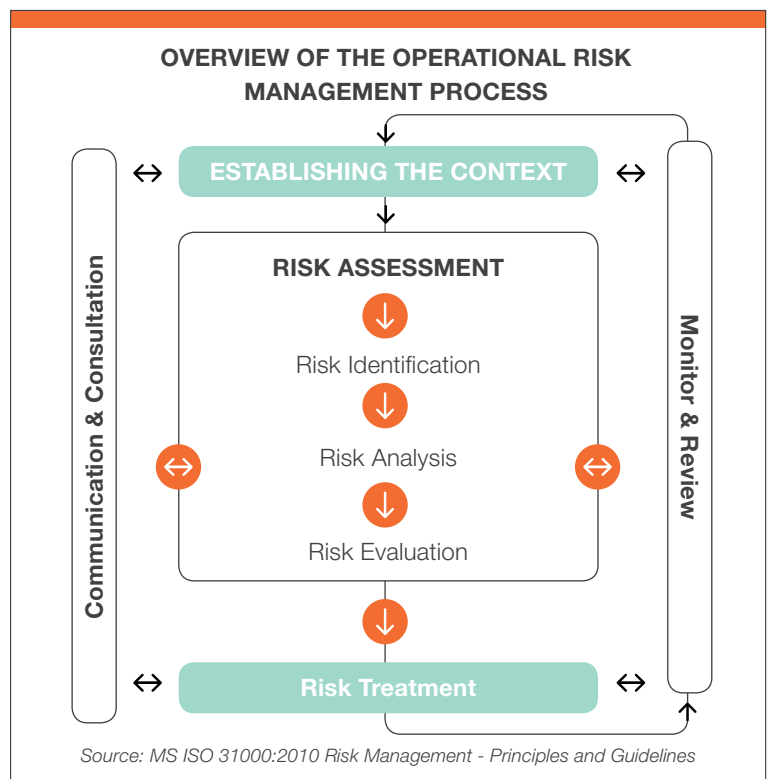 OVERVIEW OF THE OPERATIONAL RISK
MANAGEMENT PROCESS
ESTABLISHING THE CONTEXT
Communication & Consultation
RISK ASSESSMENT
Risk Identification
Risk Analysis
Risk Evaluation
Monitor & Review
Risk Treatment
Source: MS ISO 31000:2010 Risk Management - Principles and Guidelines